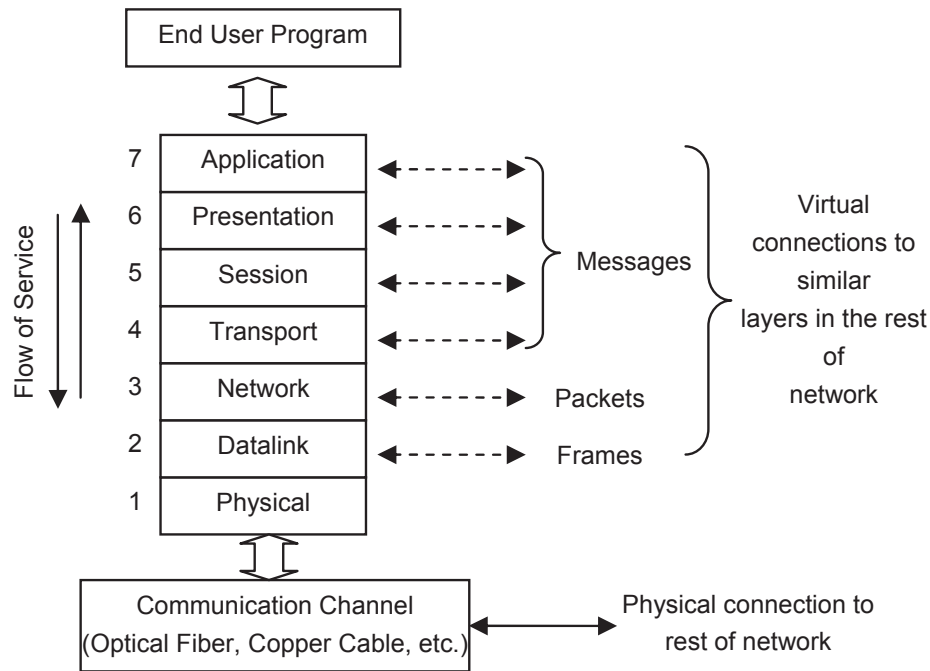 End User Program
7
Application
6
Presentation
5
Session
4
Transport
3
Network
2
Datalink
1
Physical
Flow of Service
Messages
Packets
Frames
Virtual
connections to
similar
layers in the rest
of
network
Communication Channel
(Optical Fiber, Copper Cable, etc.)
Physical connection to
rest of network